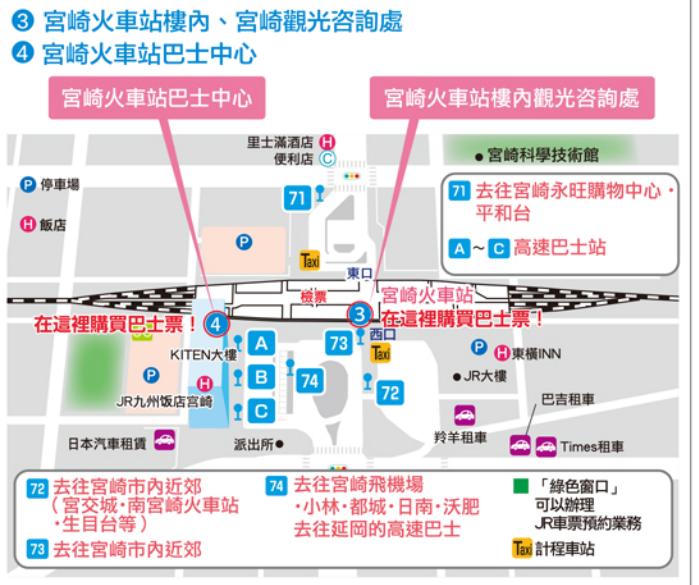 3 宮崎火車站樓內、宮崎觀光咨詢處
4 宮崎火車站巴士中心
宮崎火車站巴士中心
宮崎火車站樓內觀光咨詢處
里士滿酒店 H
便利店 C
● 宮崎科學技術館
P 停車場
H 飯店
71
71 去往宮崎永旺購物中心・
平和台
A ~ C 高速巴士站
P
Taxi
東口
檢票
宮崎火車站
在這裡購買巴士票！
4
3
在這裡購買巴士票！
西口
KITEN大樓
A
B
C
73
74
Taxi
72
P
H
JR九州饭店宮崎
P H 東橫INN
● JR大樓
巴吉租車
羚羊租車
Times租車
日本汽車租賃
派出所●
72 去往宮崎市內近郊
（宮交城・南宮崎火車站
・生目台等）
73 去往宮崎市內近郊
74 去往宮崎飛機場
・小林・都城・日南・沃肥
去往延岡的高速巴士
「綠色窗口」
可以辦理
JR車票預約業務
Taxi 計程車站